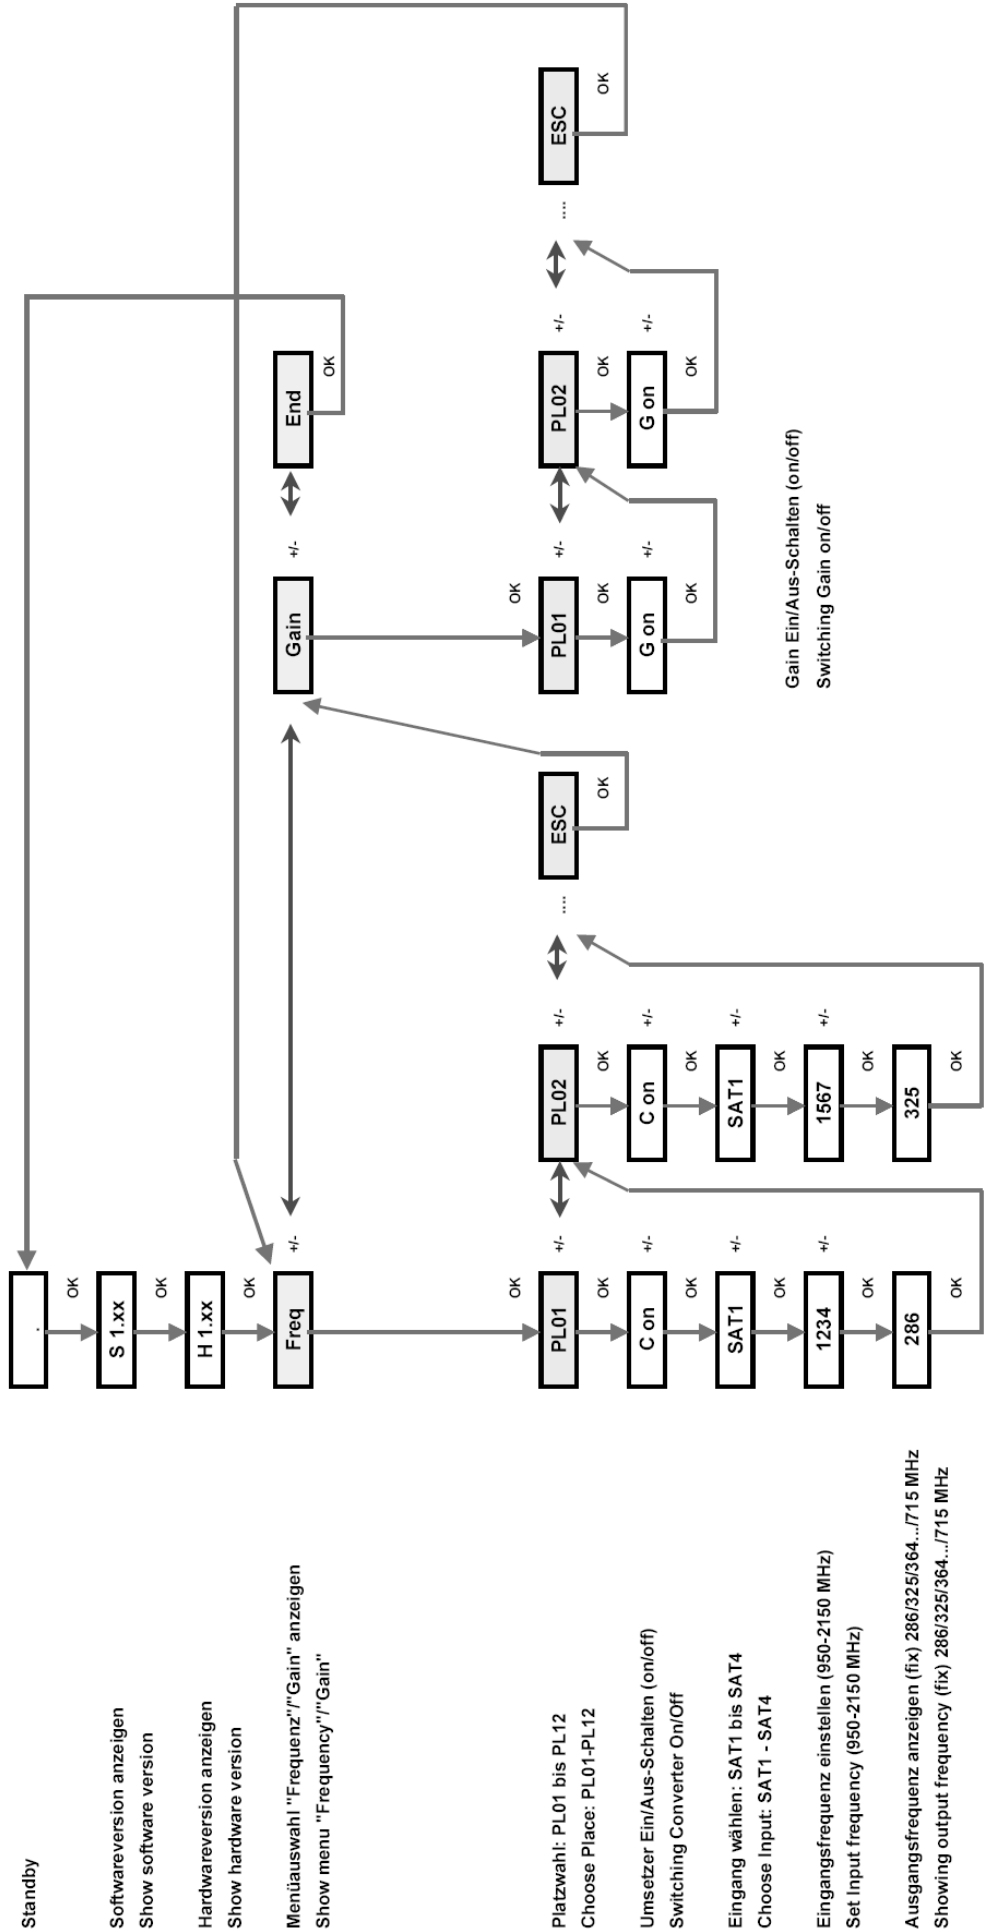 Standby
.
OK
Softwareversion anzeigen
Show software version
S 1.xx
OK
Hardwareversion anzeigen
Show hardware version
H 1.xx
OK
Menüauswahl "Frequenz"/"Gain" anzeigen
Show menu "Frequency"/"Gain"
Freq
+/-
Gain
+/-
End
OK
OK
OK
Platzwahl: PL01 bis PL12
Choose Place: PL01-PL12
PL01
+/-
PL02
+/-
....
ESC
PL01
+/-
PL02
+/-
....
ESC
OK
OK
OK
OK
OK
OK
Umsetzer Ein/Aus-Schalten (on/off)
Switching Converter On/Off
C on
+/-
C on
+/-
G on
+/-
G on
+/-
OK
OK
OK
OK
Eingang wählen: SAT1 bis SAT4
Choose Input: SAT1 - SAT4
SAT1
+/-
SAT1
+/-
OK
OK
Gain Ein/Aus-Schalten (on/off)
Switching Gain on/off
Eingangsfrequenz einstellen (950-2150 MHz)
Set Input frequency (950-2150 MHz)
1234
+/-
1567
+/-
OK
OK
Ausgangsfrequenz anzeigen (fix) 286/325/364.../715 MHz
Showing output frequency (fix) 286/325/364.../715 MHz
286
325
OK
OK